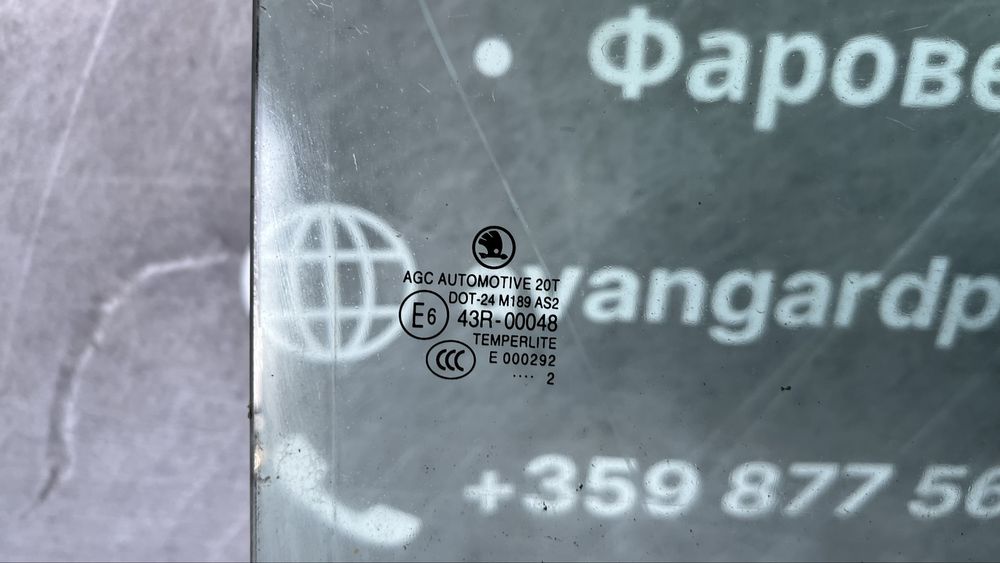 • Фарове
AGC AUTOMOTIVE 20T
DOT-24 M189 AS2
E6 43R-00048
TEMPERLITE
CCC E 000292
.... 2
vangardp
+359 877 56